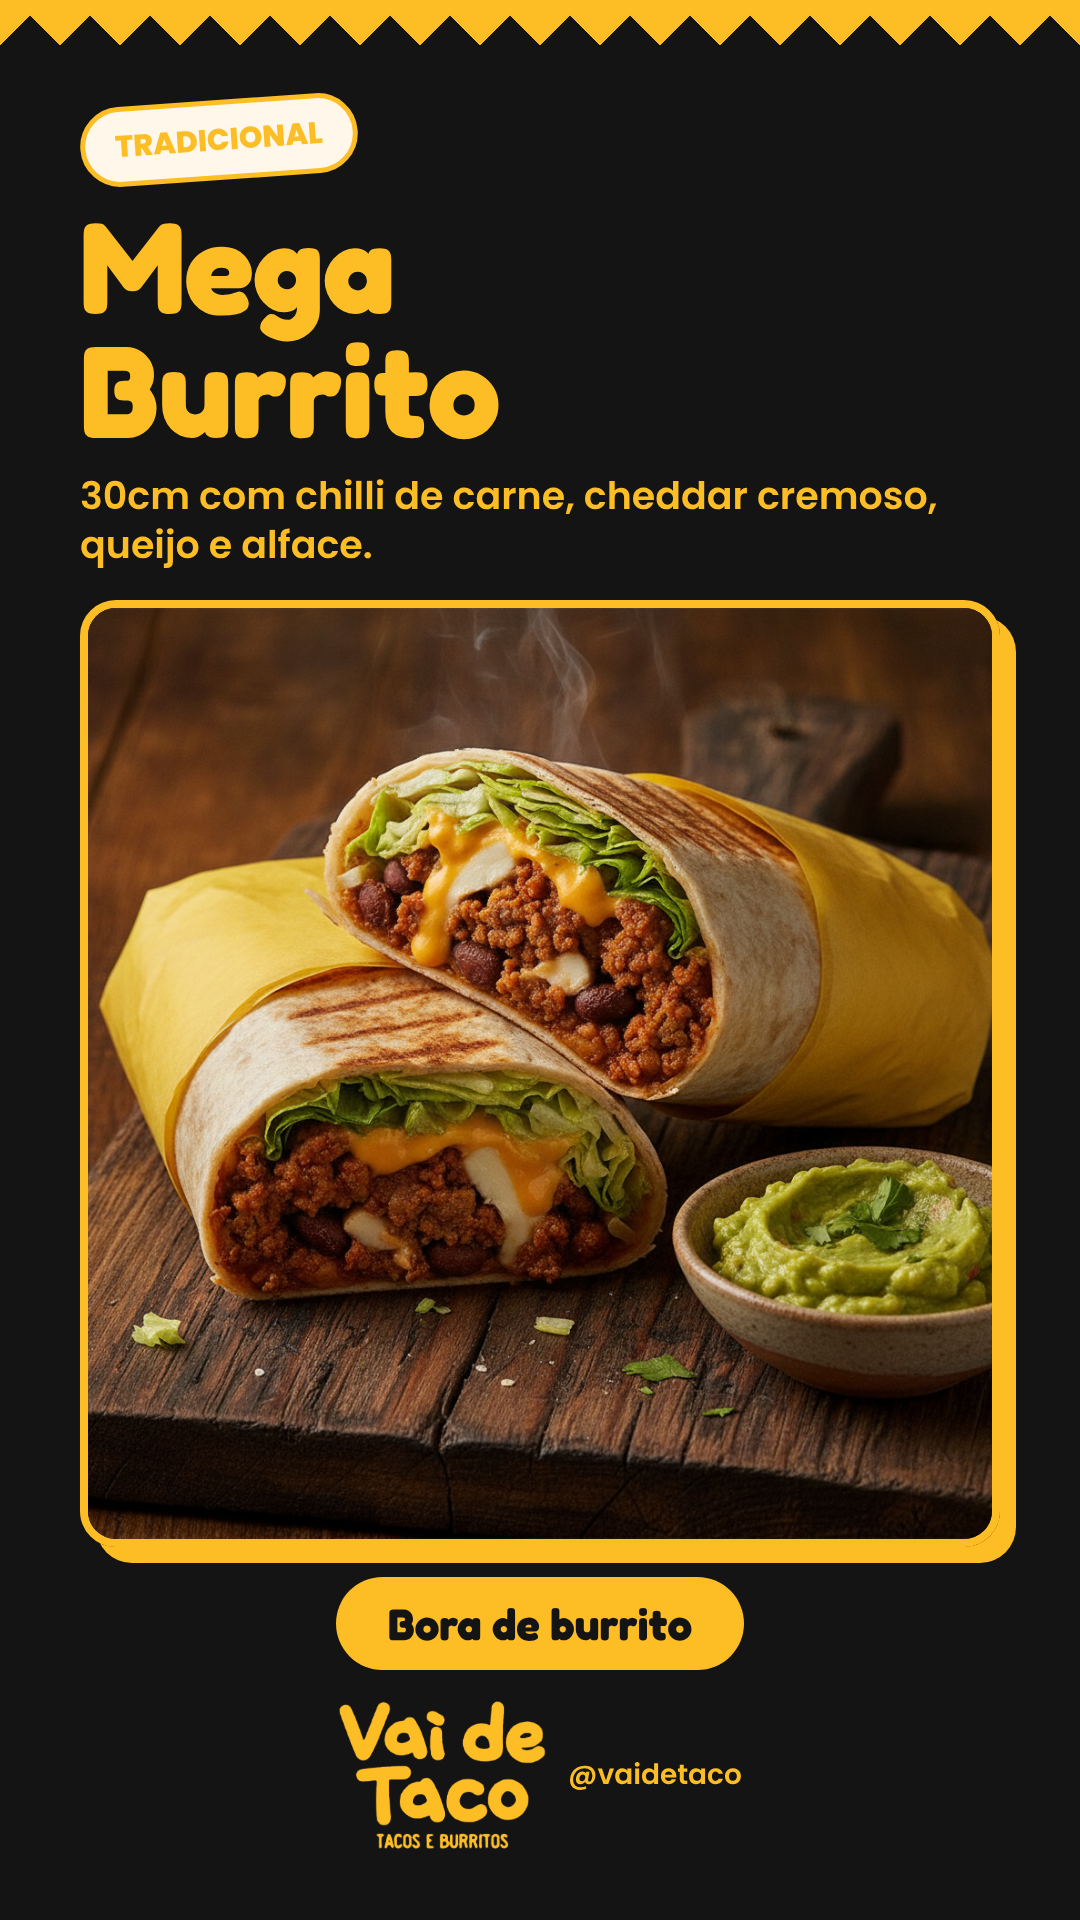 TRADICIONAL
Mega
Burrito
30cm com chilli de carne, cheddar cremoso,
queijo e alface.
Bora de burrito
Vai de
Taco
TACOS E BURRITOS
@vaidetaco